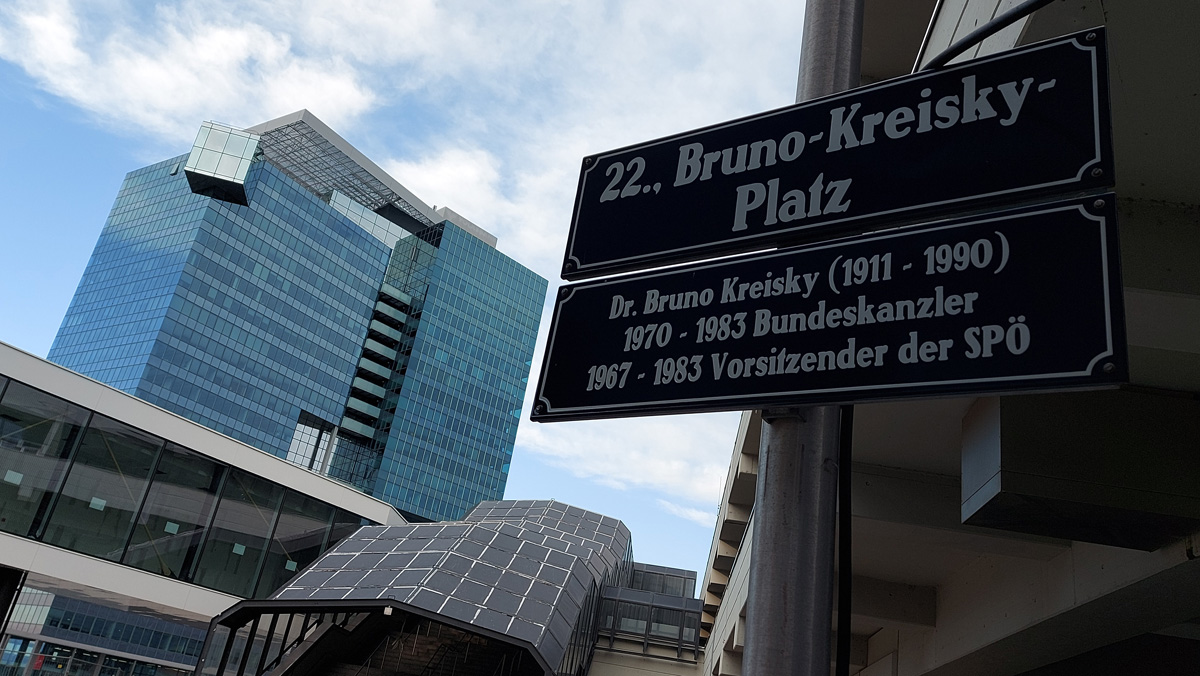 22., Bruno-Kreisky-
Platz
Dr. Bruno Kreisky (1911 - 1990)
1970 - 1983 Bundeskanzler
1967 - 1983 Vorsitzender der SPÖ